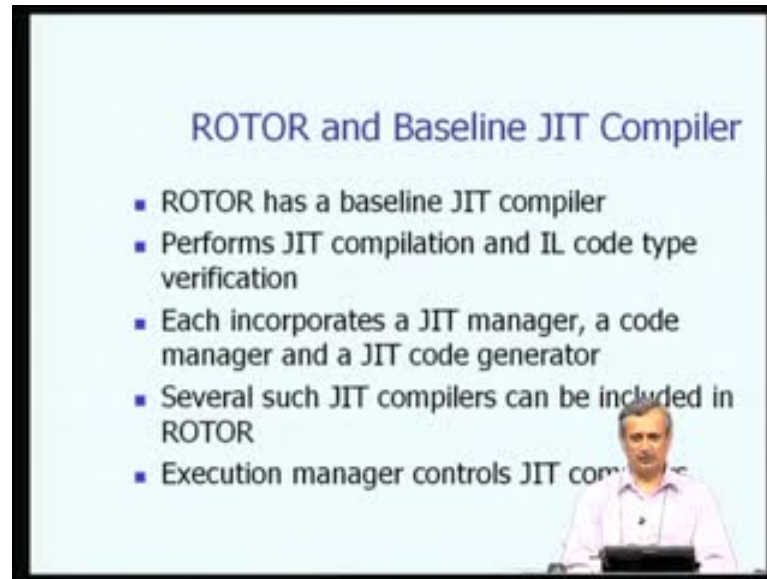 ROTOR and Baseline JIT Compiler
ROTOR has a baseline JIT compiler
Performs JIT compilation and IL code type
verification
Each incorporates a JIT manager, a code
manager and a JIT code generator
Several such JIT compilers can be included in
ROTOR
Execution manager controls JIT